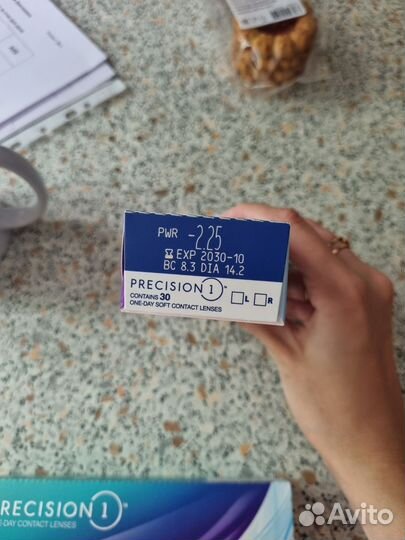 PWR -2.25
EXP 2030-10
BC 8.3 DIA 14.2
PRECISION 1™
CONTAINS 30
ONE-DAY SOFT CONTACT LENSES
L R
RECISION 1
-DAY CONTACT LENSES
Avito